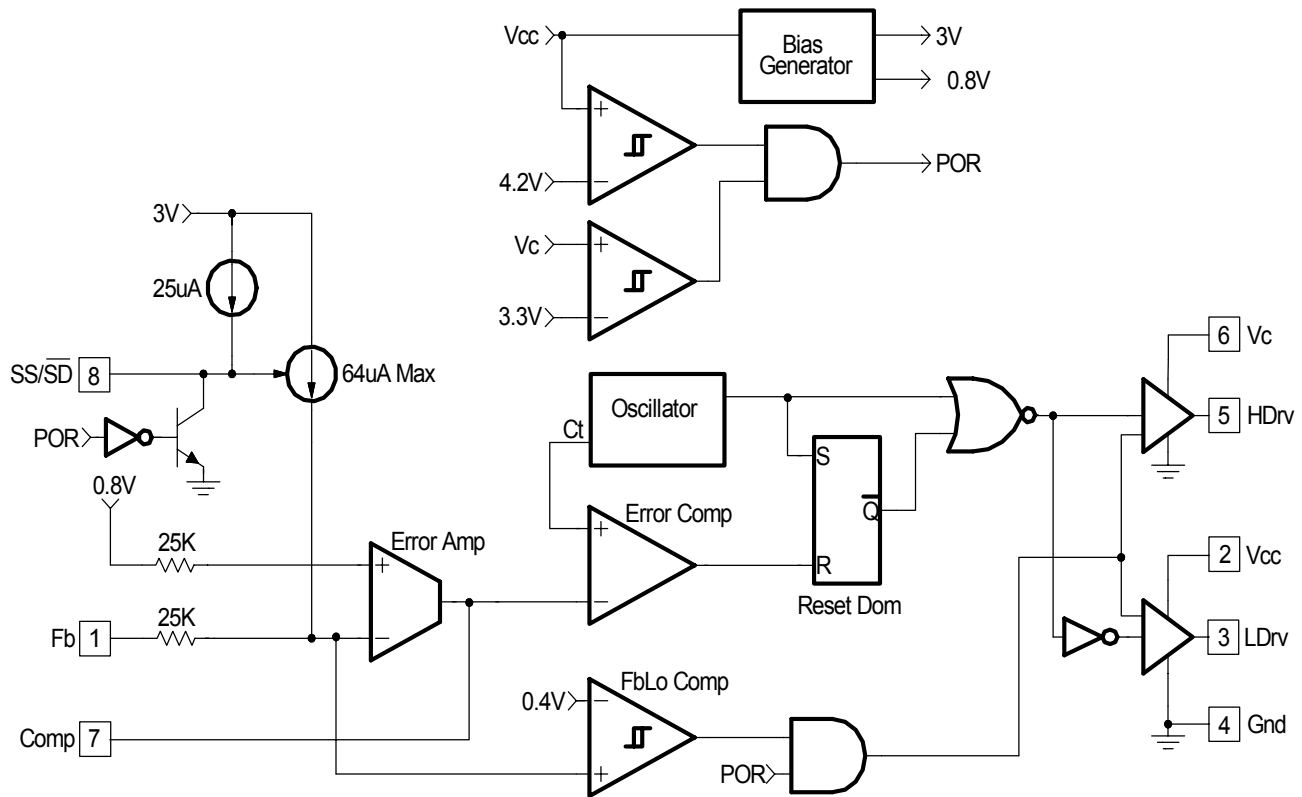 Vcc
Bias
Generator
3V
0.8V
+
4.2V
−
POR
3V
Vc
+
25uA
3.3V
−
SS/SD
8
64uA Max
6
Vc
Oscillator
5
HDrv
POR
Ct
S
0.8V
Q
Error Comp
+
25K
Error Amp
+
R
2
Vcc
−
Reset Dom
Fb
1
25K
−
3
LDrv
FbLo Comp
0.4V
−
4
Gnd
Comp
7
+
POR